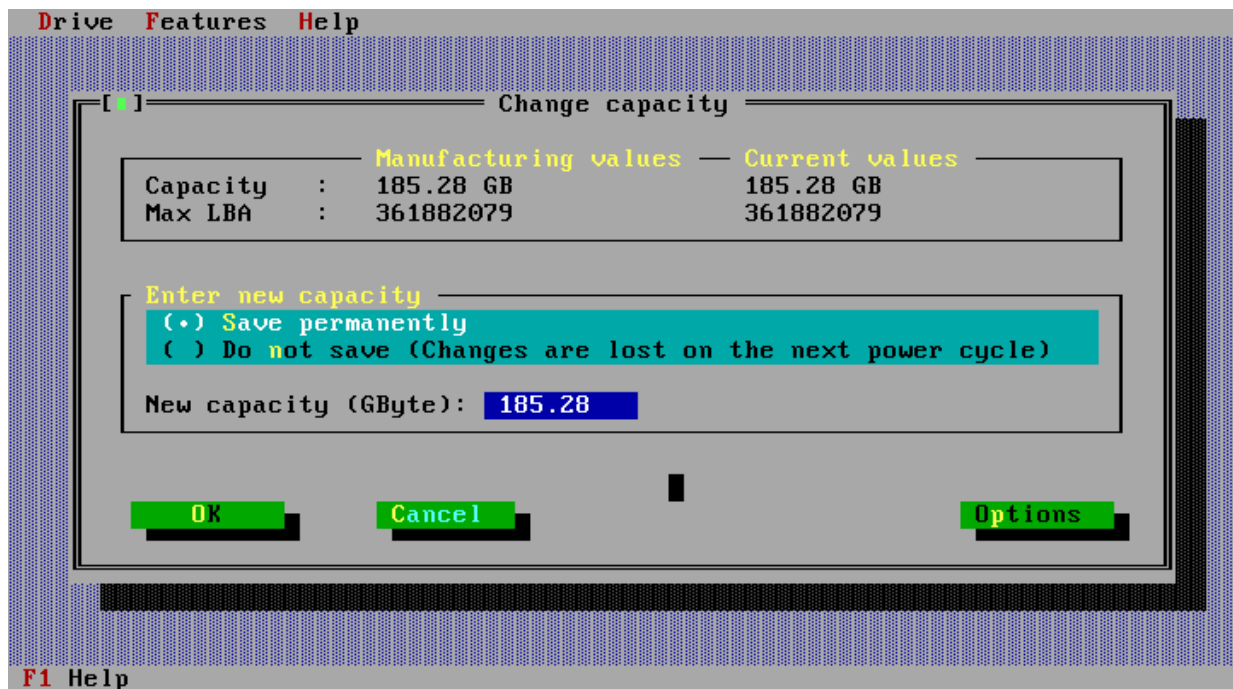 Drive Features Help
[▪] Change capacity
Manufacturing values Current values
Capacity : 185.28 GB 185.28 GB
Max LBA : 361882079 361882079
Enter new capacity
(•) Save permanently
( ) Do not save (Changes are lost on the next power cycle)
New capacity (GByte): 185.28
OK Cancel Options
F1 Help